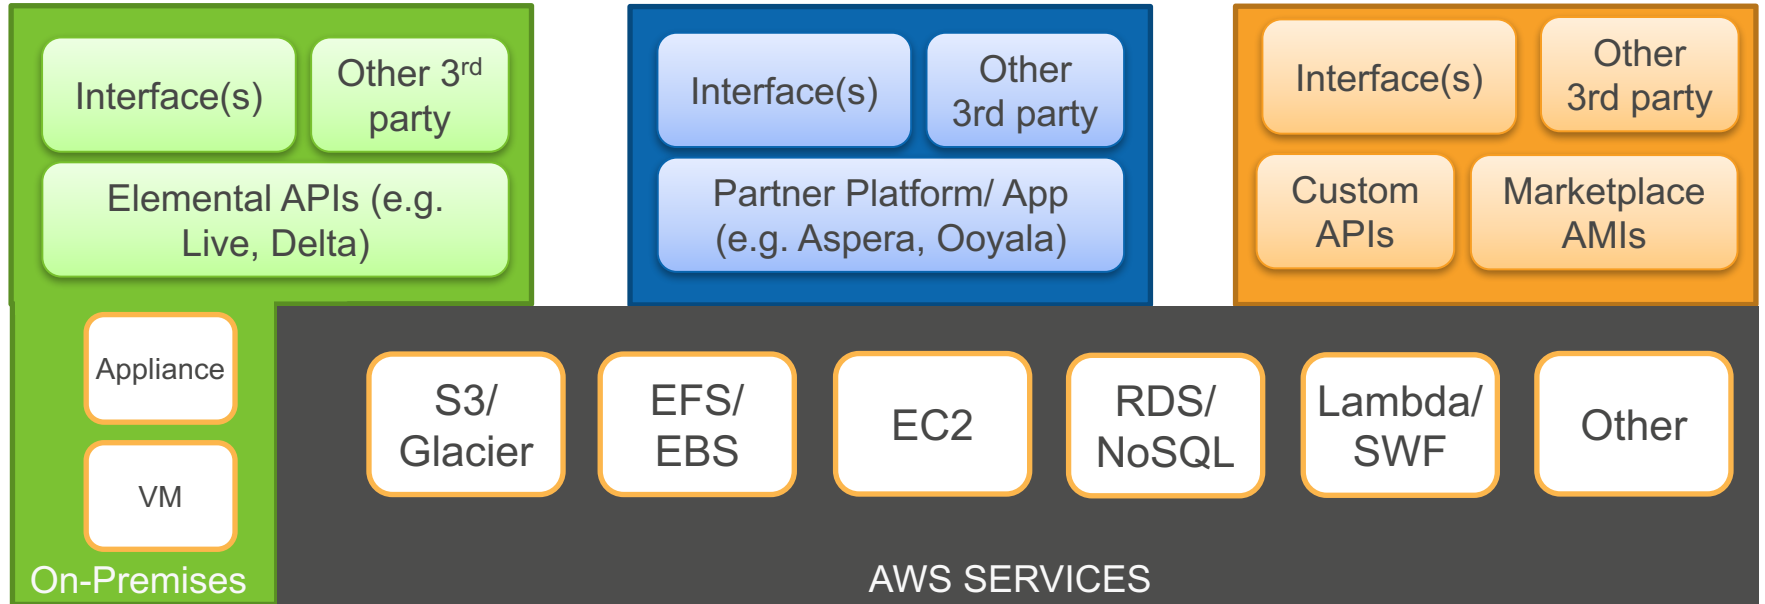 Interface(s)
Other 3rd
party
Elemental APIs (e.g.
Live, Delta)
Interface(s)
Other
3rd party
Partner Platform/ App
(e.g. Aspera, Ooyala)
Interface(s)
Other
3rd party
Custom
APIs
Marketplace
AMIs
Appliance
VM
On-Premises
S3/
Glacier
EFS/
EBS
EC2
RDS/
NoSQL
Lambda/
SWF
Other
AWS SERVICES